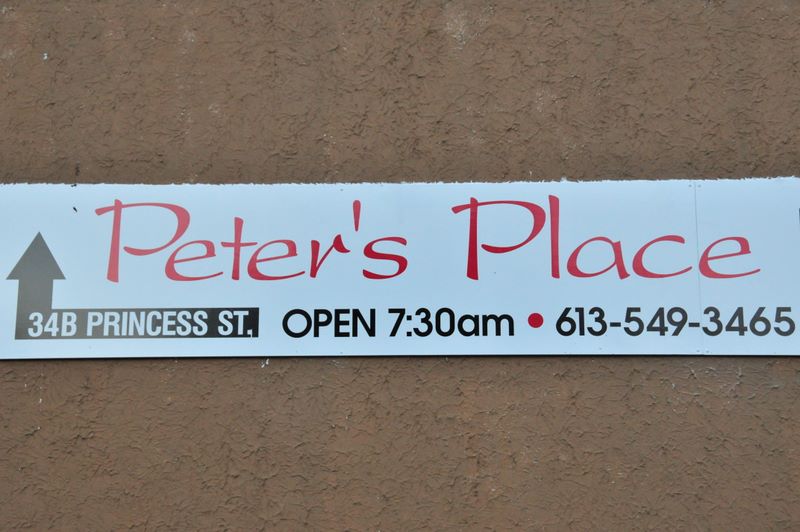 Peter's Place
34B PRINCESS ST. OPEN 7:30am • 613-549-3465